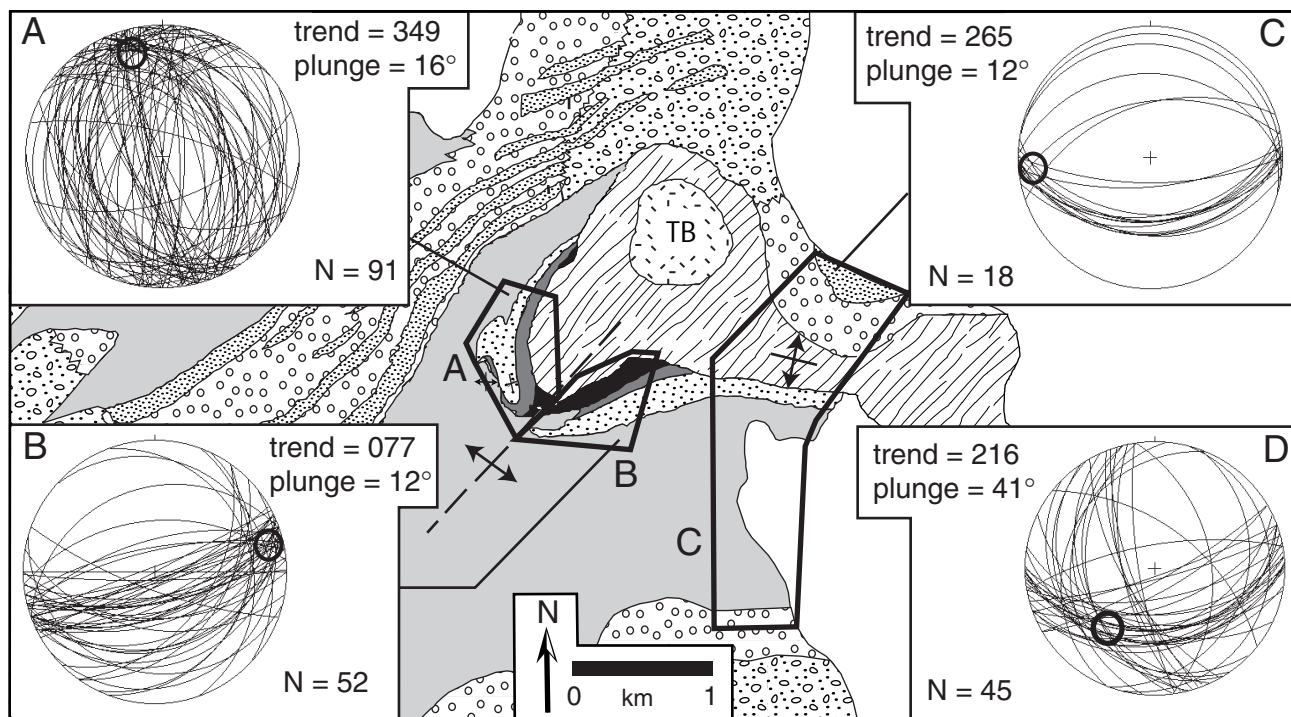 A
trend = 349
plunge = 16°
N = 91
trend = 265
plunge = 12°
C
N = 18
TB
A
B
C
B
trend = 077
plunge = 12°
N = 52
trend = 216
plunge = 41°
D
N = 45
N
0 km 1